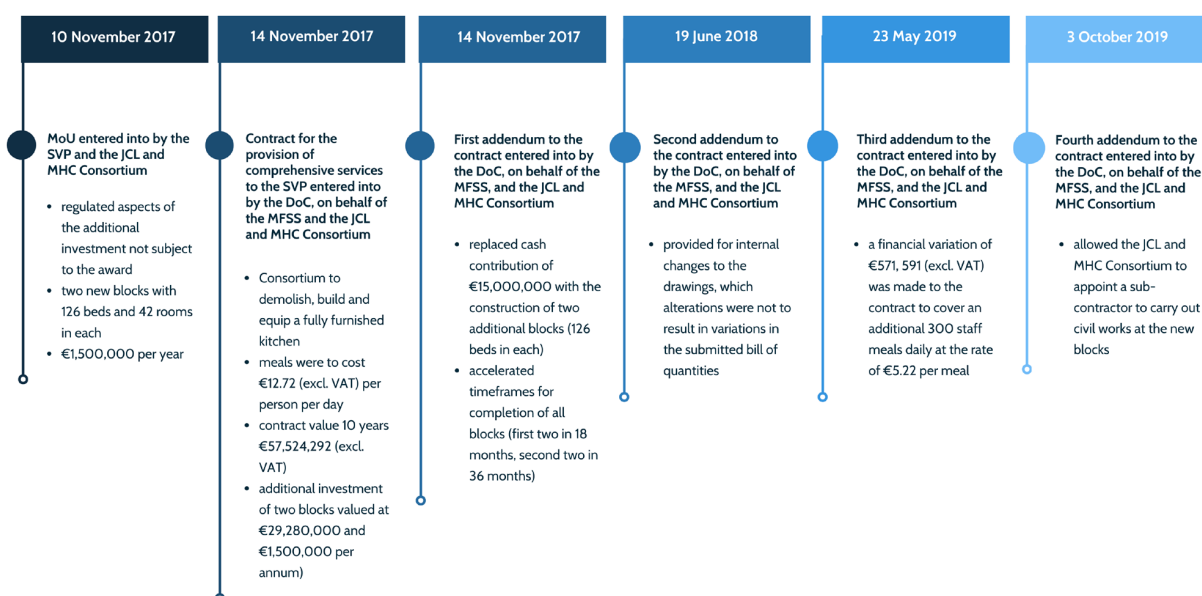 10 November 2017
MoU entered into by the
SVP and the JCL and
MHC Consortium
• regulated aspects of
the additional
investment not subject
to the award
• two new blocks with
126 beds and 42 rooms
in each
• €1,500,000 per year
14 November 2017
Contract for the
provision of
comprehensive services
to the SVP entered into
by the DoC, on behalf of
the MFSS and the JCL
and MHC Consortium
• Consortium to
demolish, build and
equip a fully furnished
kitchen
• meals were to cost
€12.72 (excl. VAT) per
person per day
• contract value 10 years
€57,524,292 (excl.
VAT)
• additional investment
of two blocks valued at
€29,280,000 and
€1,500,000 per
annum)
14 November 2017
First addendum to the
contract entered into by
the DoC, on behalf of the
MFSS, and the JCL and
MHC Consortium
• replaced cash
contribution of
€15,000,000 with the
construction of two
additional blocks (126
beds in each)
• accelerated
timeframes for
completion of all
blocks (first two in 18
months, second two in
36 months)
19 June 2018
Second addendum to
the contract entered into
by the DoC, on behalf of
the MFSS, and the JCL
and MHC Consortium
• provided for internal
changes to the
drawings, which
alterations were not to
result in variations in
the submitted bill of
quantities
23 May 2019
Third addendum to the
contract entered into by
the DoC, on behalf of the
MFSS, and the JCL and
MHC Consortium
• a financial variation of
€571, 591 (excl. VAT)
was made to the
contract to cover an
additional 300 staff
meals daily at the rate
of €5.22 per meal
3 October 2019
Fourth addendum to the
contract entered into by
the DoC, on behalf of the
MFSS, and the JCL and
MHC Consortium
• allowed the JCL and
MHC Consortium to
appoint a sub-
contractor to carry out
civil works at the new
blocks